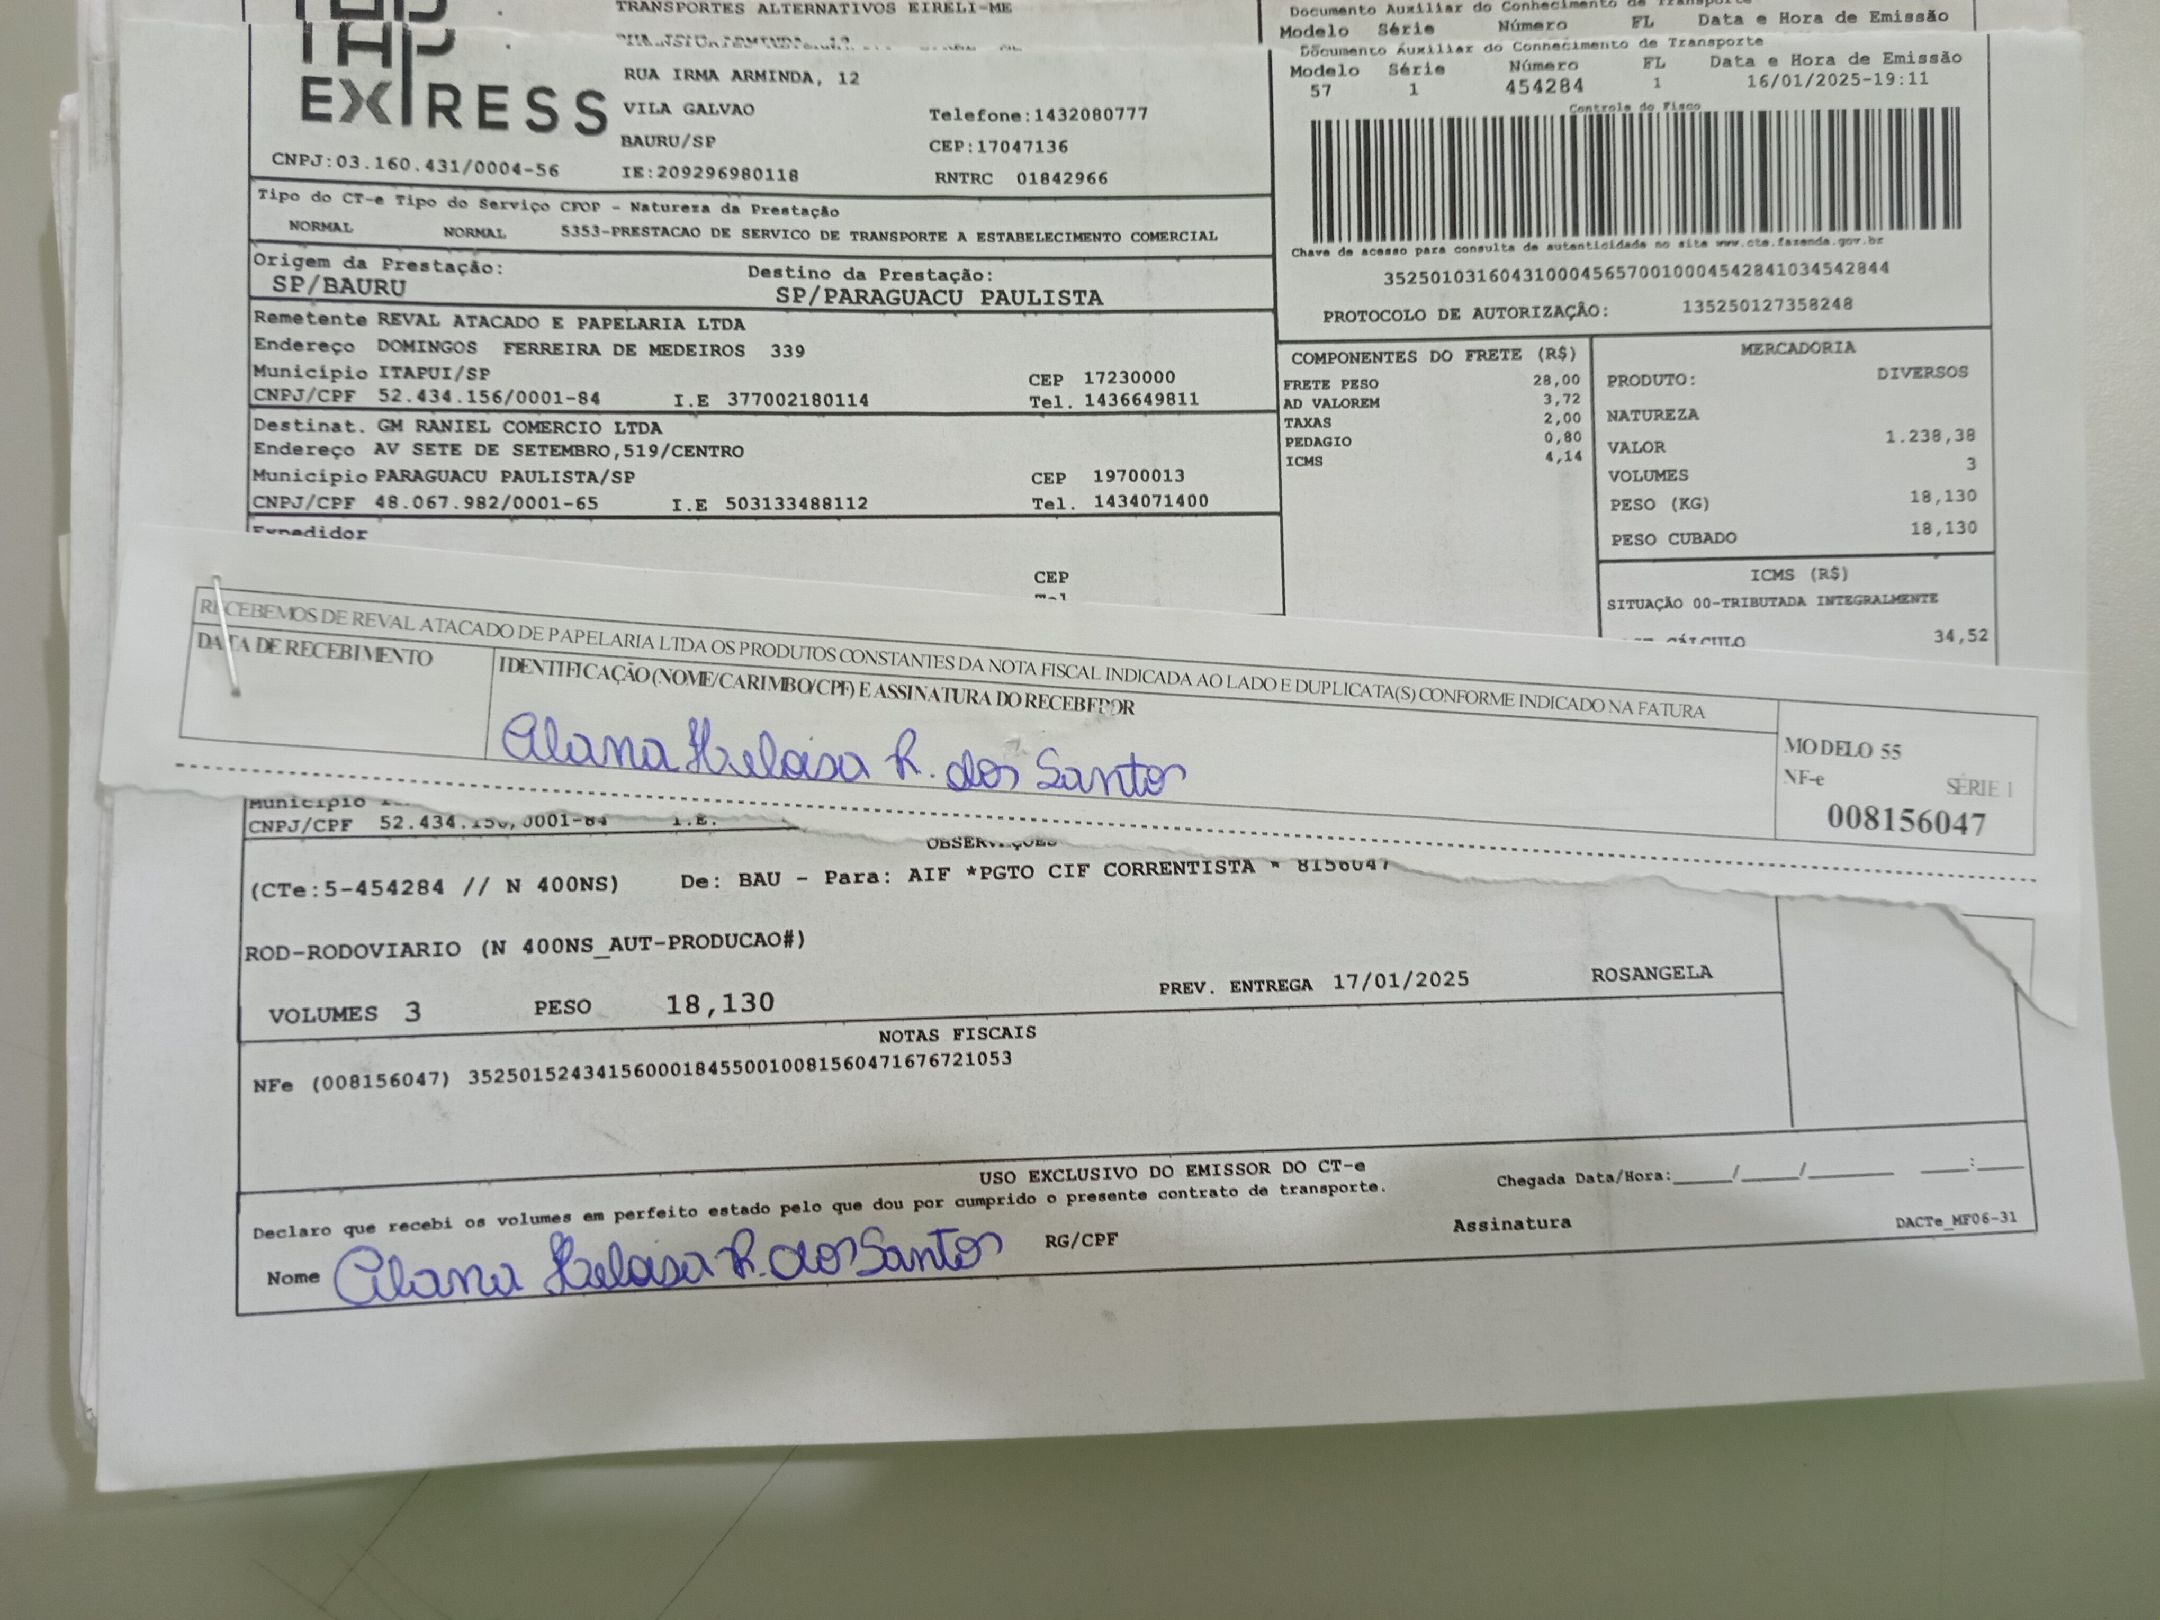 TRANSPORTES ALTERNATIVOS EIRELI-ME
Documento Auxiliar do Conhecimento de Transporte
Modelo Série Número FL Data e Hora de Emissão
EXPRESS
RUA IRMA ARMINDA, 12
VILA GALVAO Telefone:1432080777
BAURU/SP CEP:17047136
CNPJ:03.160.431/0004-56 IE:209296980118 RNTRC 01842966
Documento Auxiliar do Conhecimento de Transporte
Modelo Série Número FL Data e Hora de Emissão
57 1 454284 1 16/01/2025-19:11
Controle do Fisco
Chave de acesso para consulta de autenticidade no site www.cte.fazenda.gov.br
35250103160431000456570010004542841034542844
PROTOCOLO DE AUTORIZAÇÃO: 135250127358248
Tipo do CT-e Tipo do Serviço CFOP - Natureza da Prestação
NORMAL NORMAL 5353-PRESTACAO DE SERVICO DE TRANSPORTE A ESTABELECIMENTO COMERCIAL
Origem da Prestação: Destino da Prestação:
SP/BAURU SP/PARAGUACU PAULISTA
Remetente REVAL ATACADO E PAPELARIA LTDA
Endereço DOMINGOS FERREIRA DE MEDEIROS 339
Município ITAPUI/SP CEP 17230000
CNPJ/CPF 52.434.156/0001-84 I.E 377002180114 Tel. 1436649811
Destinat. GM RANIEL COMERCIO LTDA
Endereço AV SETE DE SETEMBRO,519/CENTRO
Município PARAGUACU PAULISTA/SP CEP 19700013
CNPJ/CPF 48.067.982/0001-65 I.E 503133488112 Tel. 1434071400
Expedidor
CEP
COMPONENTES DO FRETE (R$)
FRETE PESO 28,00
AD VALOREM 3,72
TAXAS 2,00
PEDAGIO 0,80
ICMS 4,14
MERCADORIA
PRODUTO: DIVERSOS
NATUREZA
VALOR 1.238,38
VOLUMES 3
PESO (KG) 18,130
PESO CUBADO 18,130
ICMS (R$)
SITUAÇÃO 00-TRIBUTADA INTEGRALMENTE
CÁLCULO 34,52
RECEBEMOS DE REVAL ATACADO DE PAPELARIA LTDA OS PRODUTOS CONSTANTES DA NOTA FISCAL INDICADA AO LADO E DUPLICATA(S) CONFORME INDICADO NA FATURA
DATA DE RECEBIMENTO IDENTIFICAÇÃO (NOME/CARIMBO/CPF) E ASSINATURA DO RECEBEDOR
Alana Heloisa R. dos Santos
MODELO 55
NF-e SÉRIE 1
008156047
Município
CNPJ/CPF 52.434.156/0001-84 I.E.
OBSERVAÇÕES
(CTe:5-454284 // N 400NS) De: BAU - Para: AIF *PGTO CIF CORRENTISTA * 8156047
ROD-RODOVIARIO (N 400NS_AUT-PRODUCAO#)
VOLUMES 3 PESO 18,130 PREV. ENTREGA 17/01/2025 ROSANGELA
NOTAS FISCAIS
NFe (008156047) 35250152434156000184550010081560471676721053
USO EXCLUSIVO DO EMISSOR DO CT-e
Declaro que recebi os volumes em perfeito estado pelo que dou por cumprido o presente contrato de transporte. Chegada Data/Hora:____/____/______ ___:___
Nome Alana Heloisa R. dos Santos RG/CPF Assinatura DACTe_MF06-31